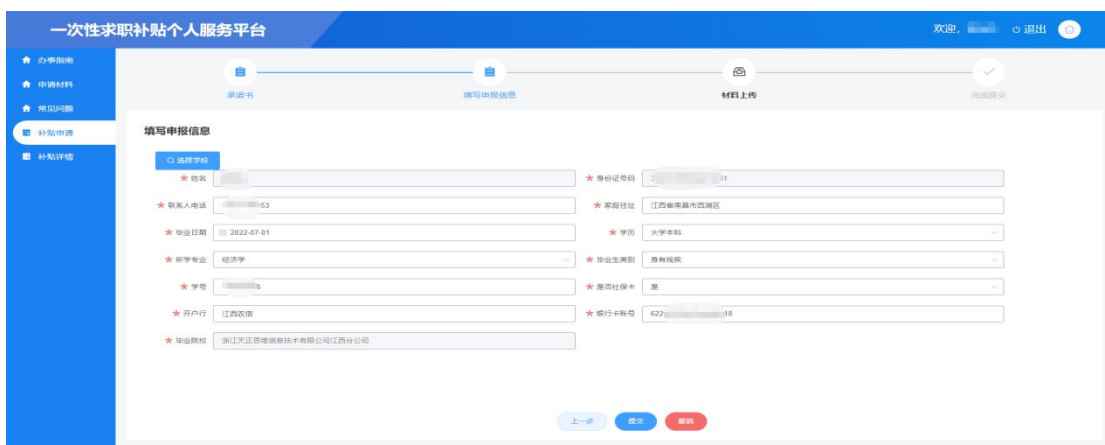 一次性求职补贴个人服务平台
欢迎, 退出
办事指南
申请材料
常见问题
补贴申请
补贴详情
承诺书
填写申报信息
材料上传
完成提交
填写申报信息
选择学校
* 姓名
* 身份证号码 31
* 联系人电话 53
* 家庭住址 江西省南昌市西湖区
* 毕业日期 2022-07-01
* 学历 大学本科
* 所学专业 经济学
* 毕业生类别 身有残疾
* 学号 5
* 是否社保卡 是
* 开户行 江西农信
* 银行卡账号 622 18
* 毕业院校 浙江天正思维信息技术有限公司江西分公司
上一步 提交 撤销